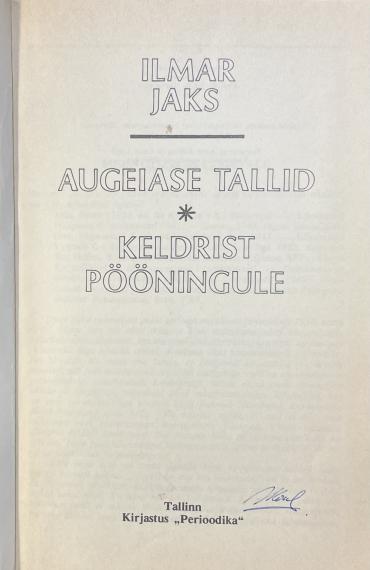 ILMAR
JAKS
AUGEIASE TALLID
*
KELDRIST
PÖÖNINGULE
Tallinn
Kirjastus „Perioodika“